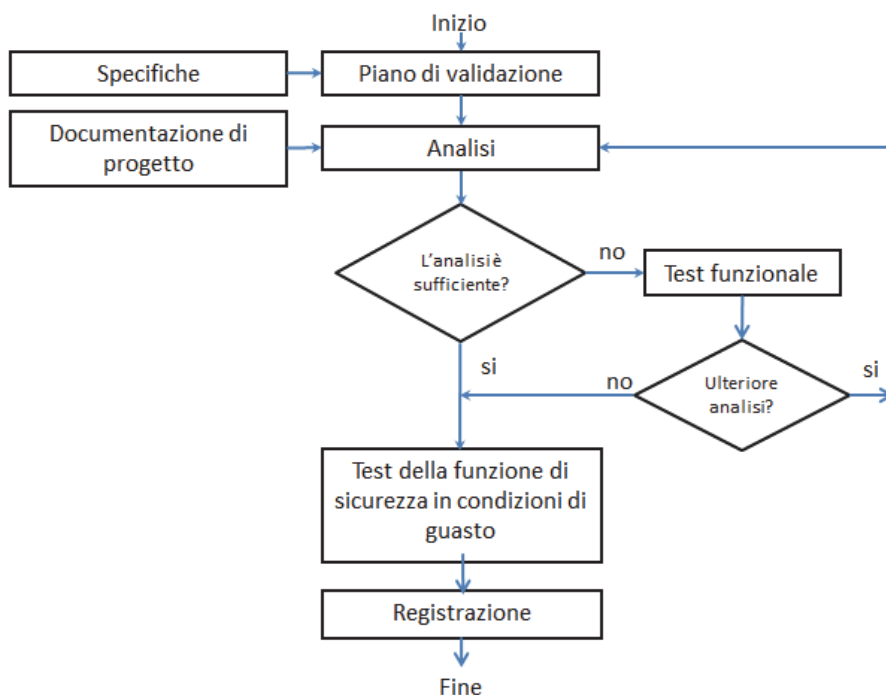 Inizio
Specifiche
Piano di validazione
Documentazione di
progetto
Analisi
L'analisi è
sufficiente?
no
Test funzionale
si
no
Ulteriore
analisi?
si
Test della funzione di
sicurezza in condizioni di
guasto
Registrazione
Fine